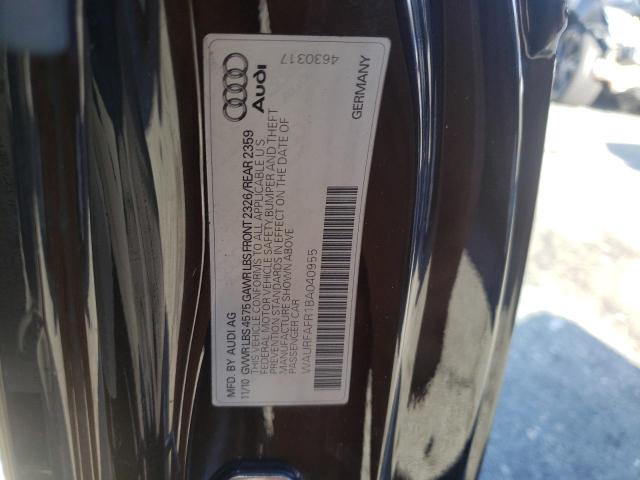 Audi
4630317
GERMANY
MFD. BY AUDI AG
11/10 GVWR LBS 4575 GAWR LBS FRONT 2326/REAR 2359
THIS VEHICLE CONFORMS TO ALL APPLICABLE U.S.
FEDERAL MOTOR VEHICLE SAFETY, BUMPER AND THEFT
PREVENTION STANDARDS IN EFFECT ON THE DATE OF
MANUFACTURE SHOWN ABOVE
PASSENGER CAR
WAURFAFR1BA040955